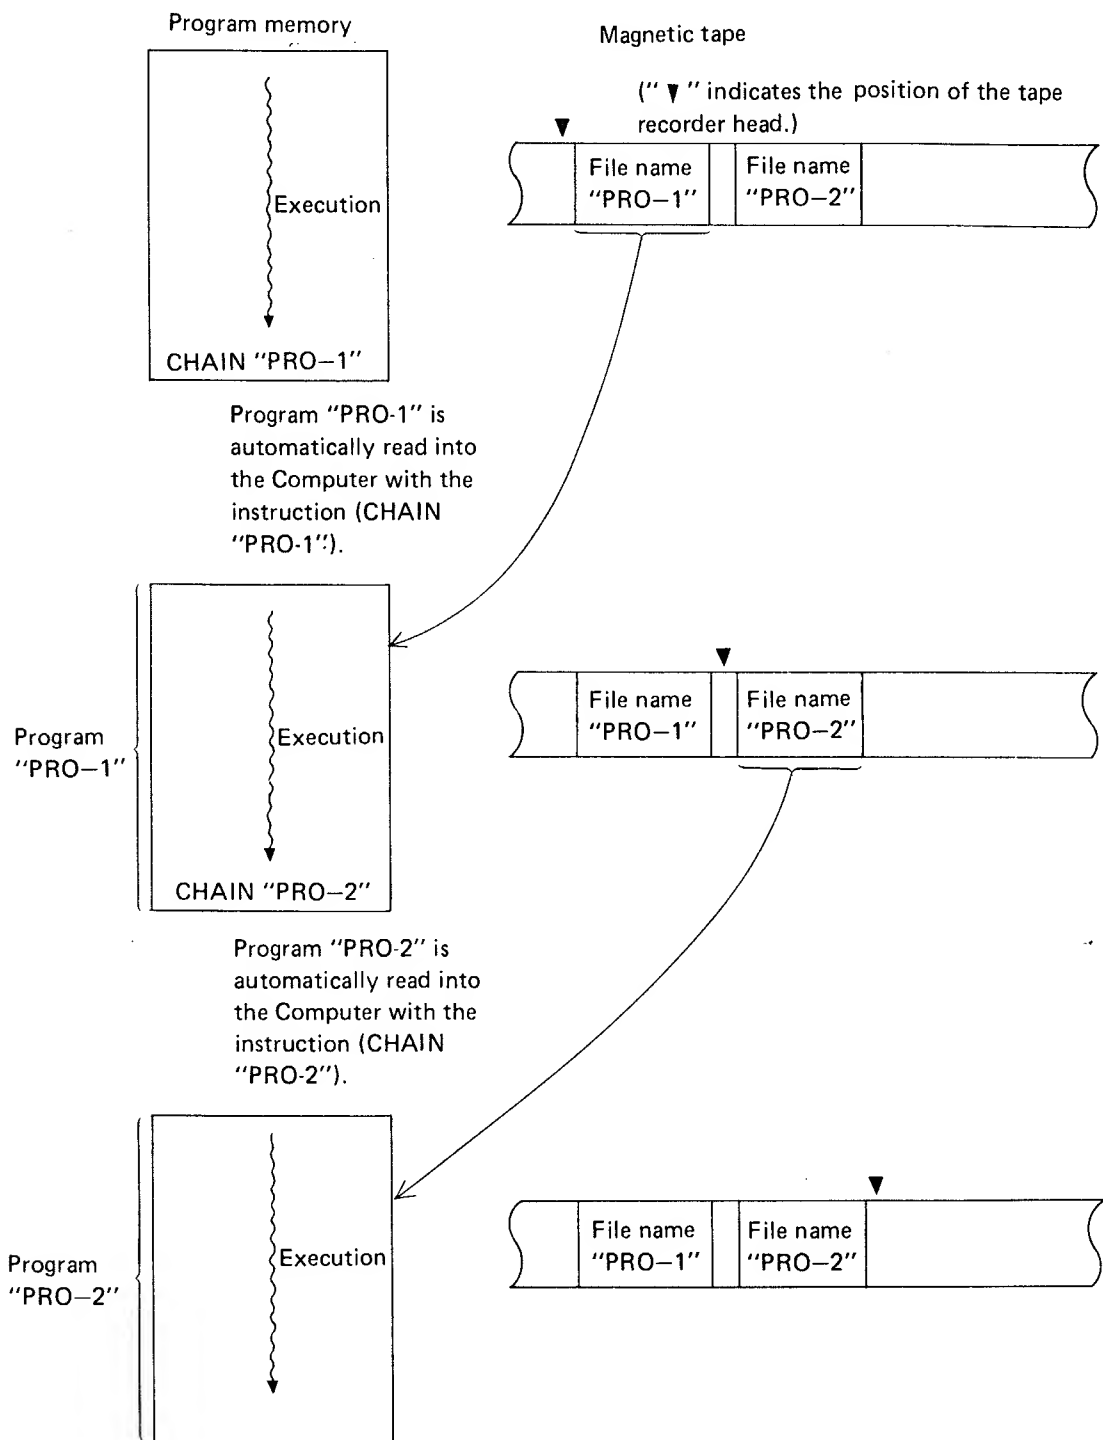 Program memory
Magnetic tape
("▼" indicates the position of the tape
recorder head.)
File name
"PRO–1"
File name
"PRO–2"
Execution
CHAIN "PRO–1"
Program "PRO-1" is
automatically read into
the Computer with the
instruction (CHAIN
"PRO-1").
Program
"PRO–1"
Execution
CHAIN "PRO–2"
File name
"PRO–1"
File name
"PRO–2"
Program "PRO-2" is
automatically read into
the Computer with the
instruction (CHAIN
"PRO-2").
Program
"PRO–2"
Execution
File name
"PRO–1"
File name
"PRO–2"